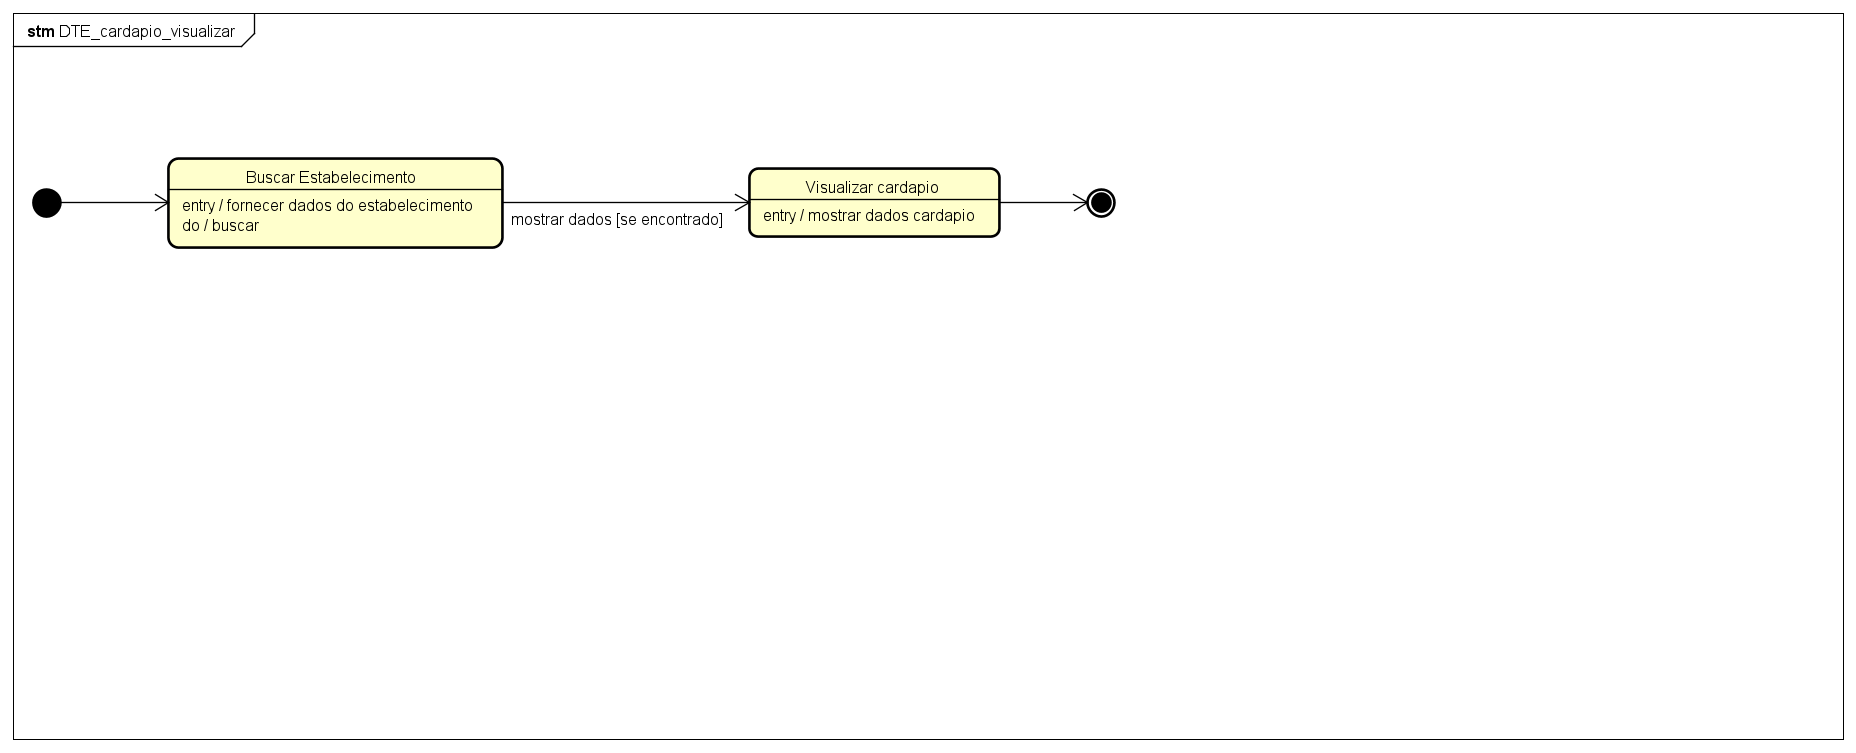 stm DTE_cardapio_visualizar
Buscar Estabelecimento
entry / fornecer dados do estabelecimento
do / buscar
mostrar dados [se encontrado]
Visualizar cardapio
entry / mostrar dados cardapio